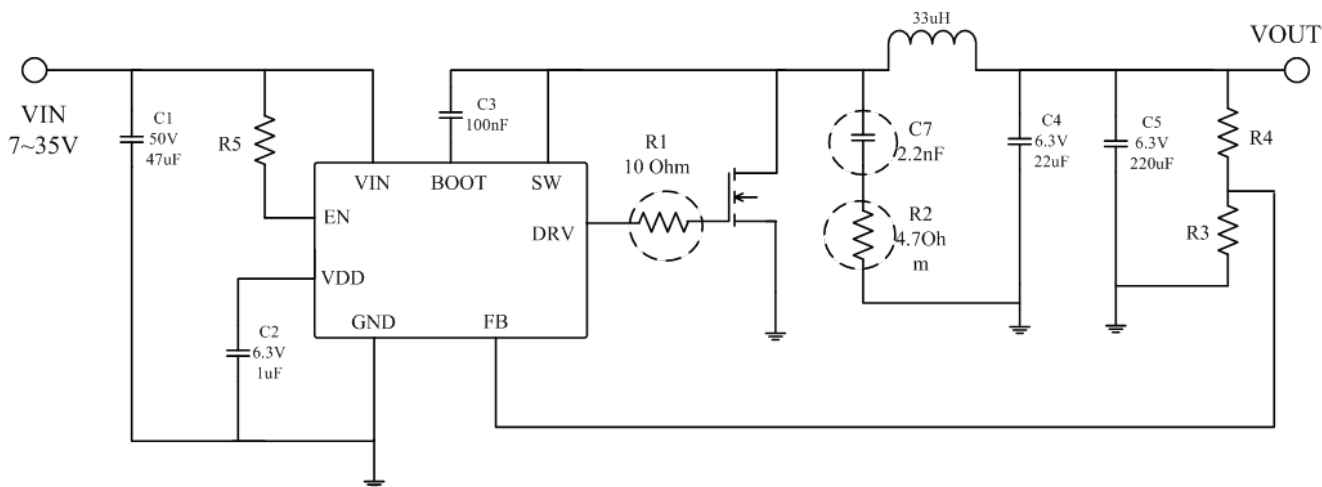 33uH
VOUT
VIN
7~35V
C1
50V
47uF
R5
C3
100nF
R1
10 Ohm
C7
2.2nF
C4
6.3V
22uF
C5
6.3V
220uF
R4
VIN
BOOT
SW
EN
DRV
R2
4.7Oh
m
R3
VDD
GND
FB
C2
6.3V
1uF